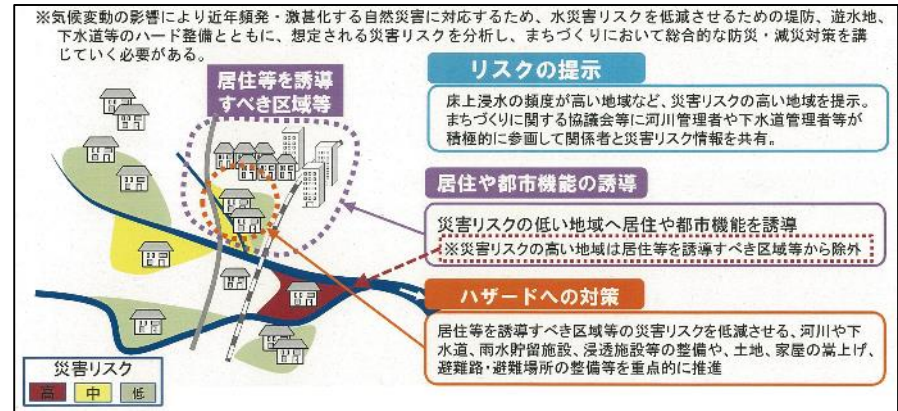 ※気候変動の影響により近年頻発・激甚化する自然災害に対応するため、水災害リスクを低減させるための堤防、遊水地、
下水道等のハード整備とともに、想定される災害リスクを分析し、まちづくりにおいて総合的な防災・減災対策を講
じていく必要がある。
居住等を誘導
すべき区域等
リスクの提示
床上浸水の頻度が高い地域など、災害リスクの高い地域を提示。
まちづくりに関する協議会等に河川管理者や下水道管理者等が
積極的に参画して関係者と災害リスク情報を共有。
居住や都市機能の誘導
災害リスクの低い地域へ居住や都市機能を誘導
※災害リスクの高い地域は居住等を誘導すべき区域等から除外
ハザードへの対策
居住等を誘導すべき区域等の災害リスクを低減させる、河川や下
水道、雨水貯留施設、浸透施設等の整備や、土地、家屋の嵩上げ、
避難路・避難場所の整備等を重点的に推進
災害リスク
高 中 低